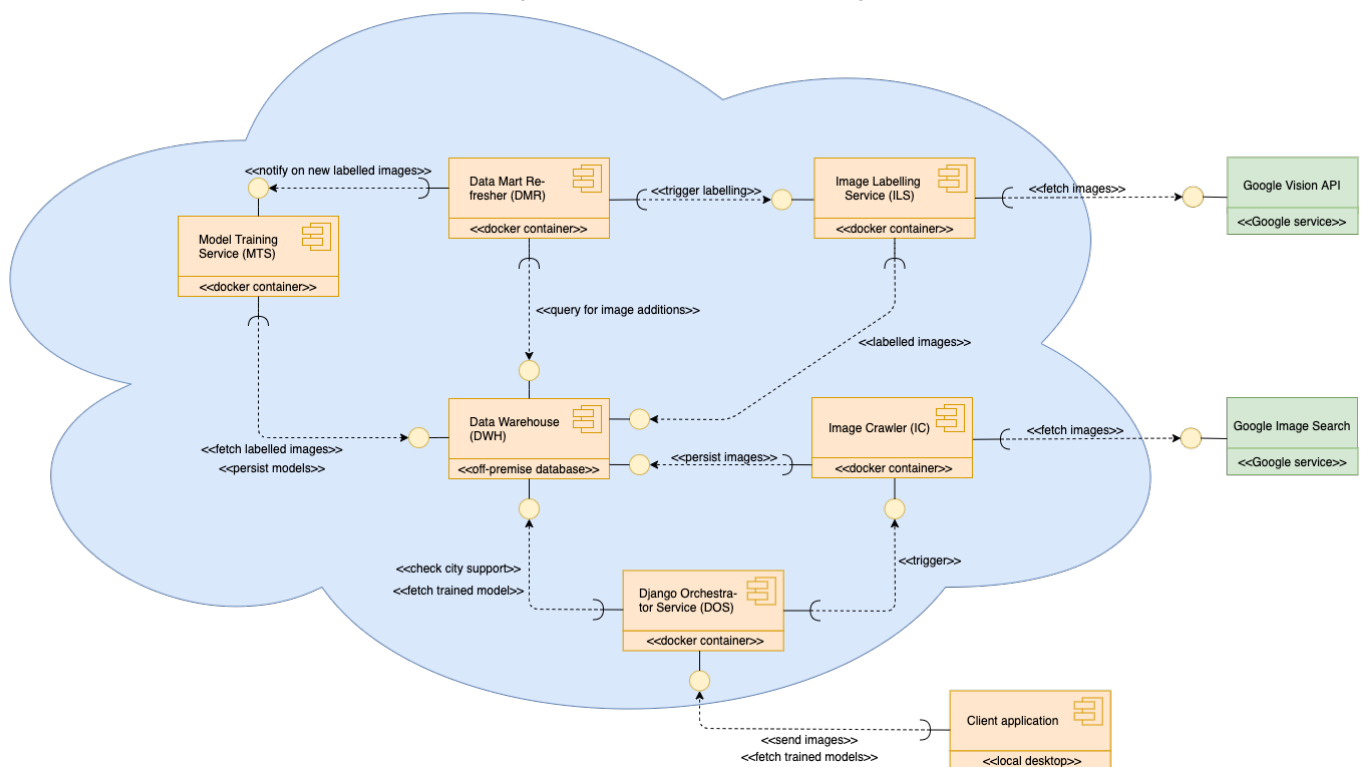 <<notify on new labelled images>>
Data Mart Re-
fresher (DMR)
<<docker container>>
<<trigger labelling>>
Image Labelling
Service (ILS)
<<docker container>>
<<fetch images>>
Google Vision API
<<Google service>>
Model Training
Service (MTS)
<<docker container>>
<<query for image additions>>
<<labelled images>>
<<fetch labelled images>>
<<persist models>>
Data Warehouse
(DWH)
<<off-premise database>>
<<persist images>>
Image Crawler (IC)
<<docker container>>
<<fetch images>>
Google Image Search
<<Google service>>
<<check city support>>
<<fetch trained model>>
<<trigger>>
Django Orchestra-
tor Service (DOS)
<<docker container>>
<<send images>>
<<fetch trained models>>
Client application
<<local desktop>>